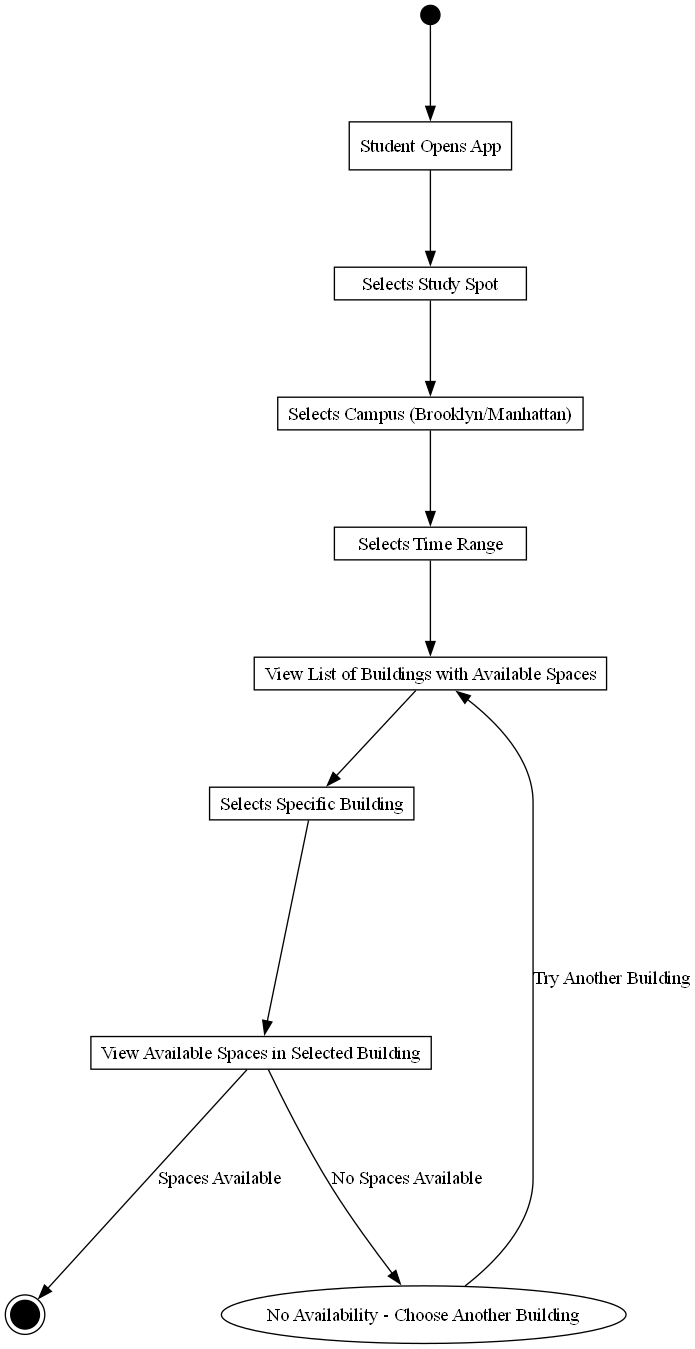 Student Opens App
Selects Study Spot
Selects Campus (Brooklyn/Manhattan)
Selects Time Range
View List of Buildings with Available Spaces
Selects Specific Building
Try Another Building
View Available Spaces in Selected Building
Spaces Available
No Spaces Available
No Availability - Choose Another Building